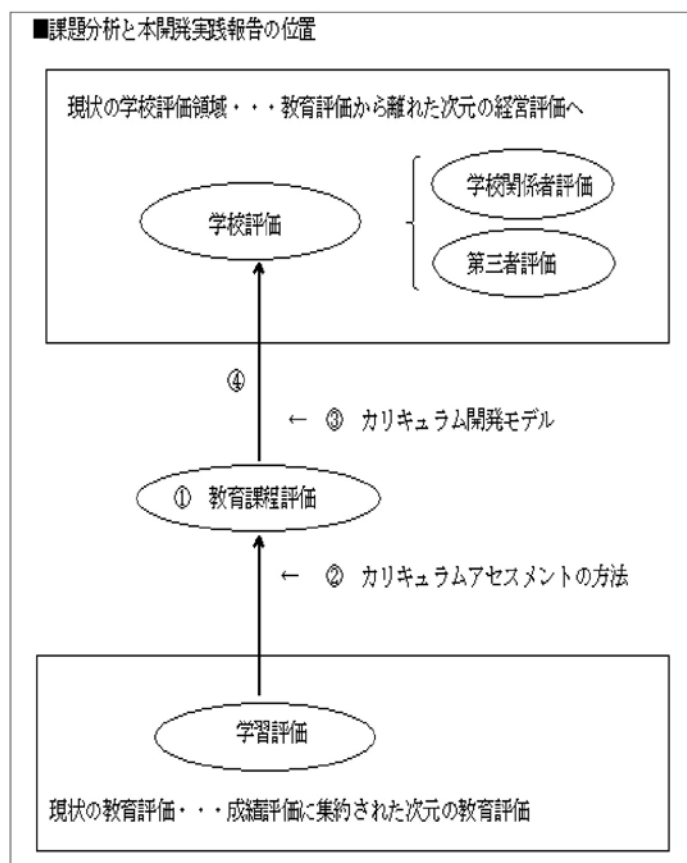 ■課題分析と本開発実践報告の位置
現状の学校評価領域・・・教育評価から離れた次元の経営評価へ
学校関係者評価
学校評価
第三者評価
④
← ③ カリキュラム開発モデル
① 教育課程評価
← ② カリキュラムアセスメントの方法
学習評価
現状の教育評価・・・成績評価に集約された次元の教育評価